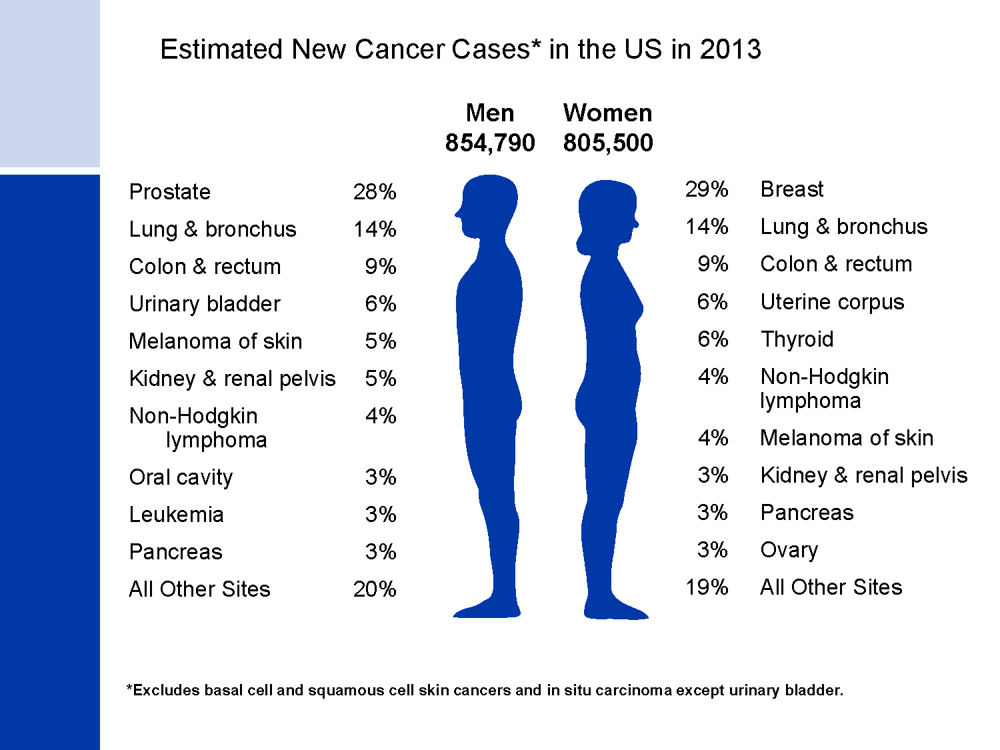 Estimated New Cancer Cases* in the US in 2013
Men
854,790
Women
805,500
Prostate 28%
Lung & bronchus 14%
Colon & rectum 9%
Urinary bladder 6%
Melanoma of skin 5%
Kidney & renal pelvis 5%
Non-Hodgkin 4%
lymphoma
Oral cavity 3%
Leukemia 3%
Pancreas 3%
All Other Sites 20%
29% Breast
14% Lung & bronchus
9% Colon & rectum
6% Uterine corpus
6% Thyroid
4% Non-Hodgkin
lymphoma
4% Melanoma of skin
3% Kidney & renal pelvis
3% Pancreas
3% Ovary
19% All Other Sites
*Excludes basal cell and squamous cell skin cancers and in situ carcinoma except urinary bladder.